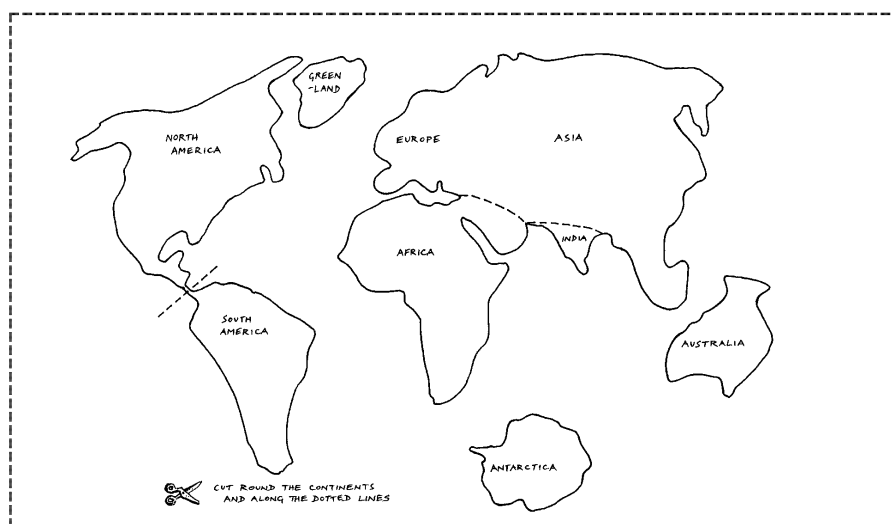 GREEN
-LAND
NORTH
AMERICA
EUROPE
ASIA
AFRICA
INDIA
SOUTH
AMERICA
AUSTRALIA
ANTARCTICA
CUT ROUND THE CONTINENTS
AND ALONG THE DOTTED LINES